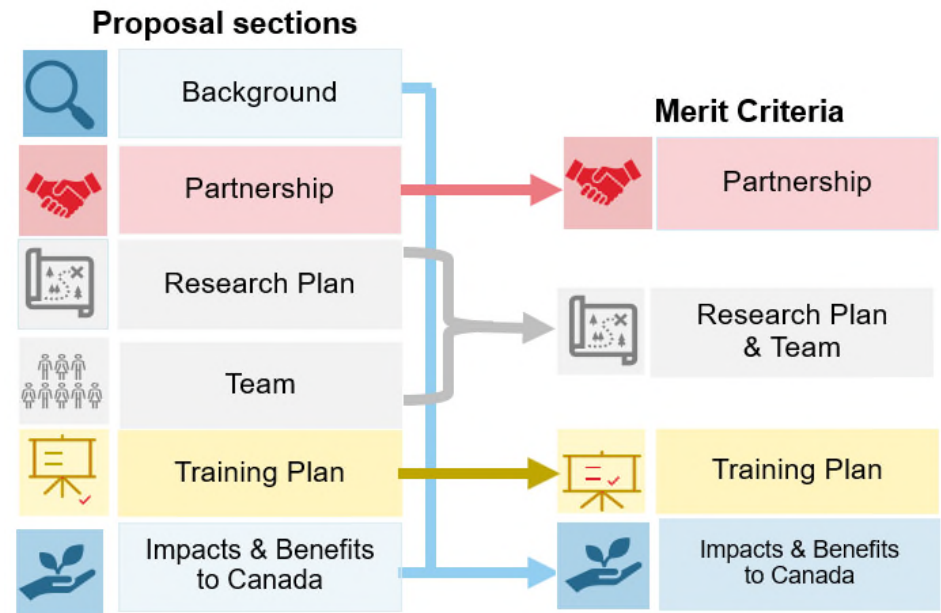 Proposal sections
Background
Partnership
Research Plan
Team
Training Plan
Impacts & Benefits
to Canada
Merit Criteria
Partnership
Research Plan
& Team
Training Plan
Impacts & Benefits
to Canada